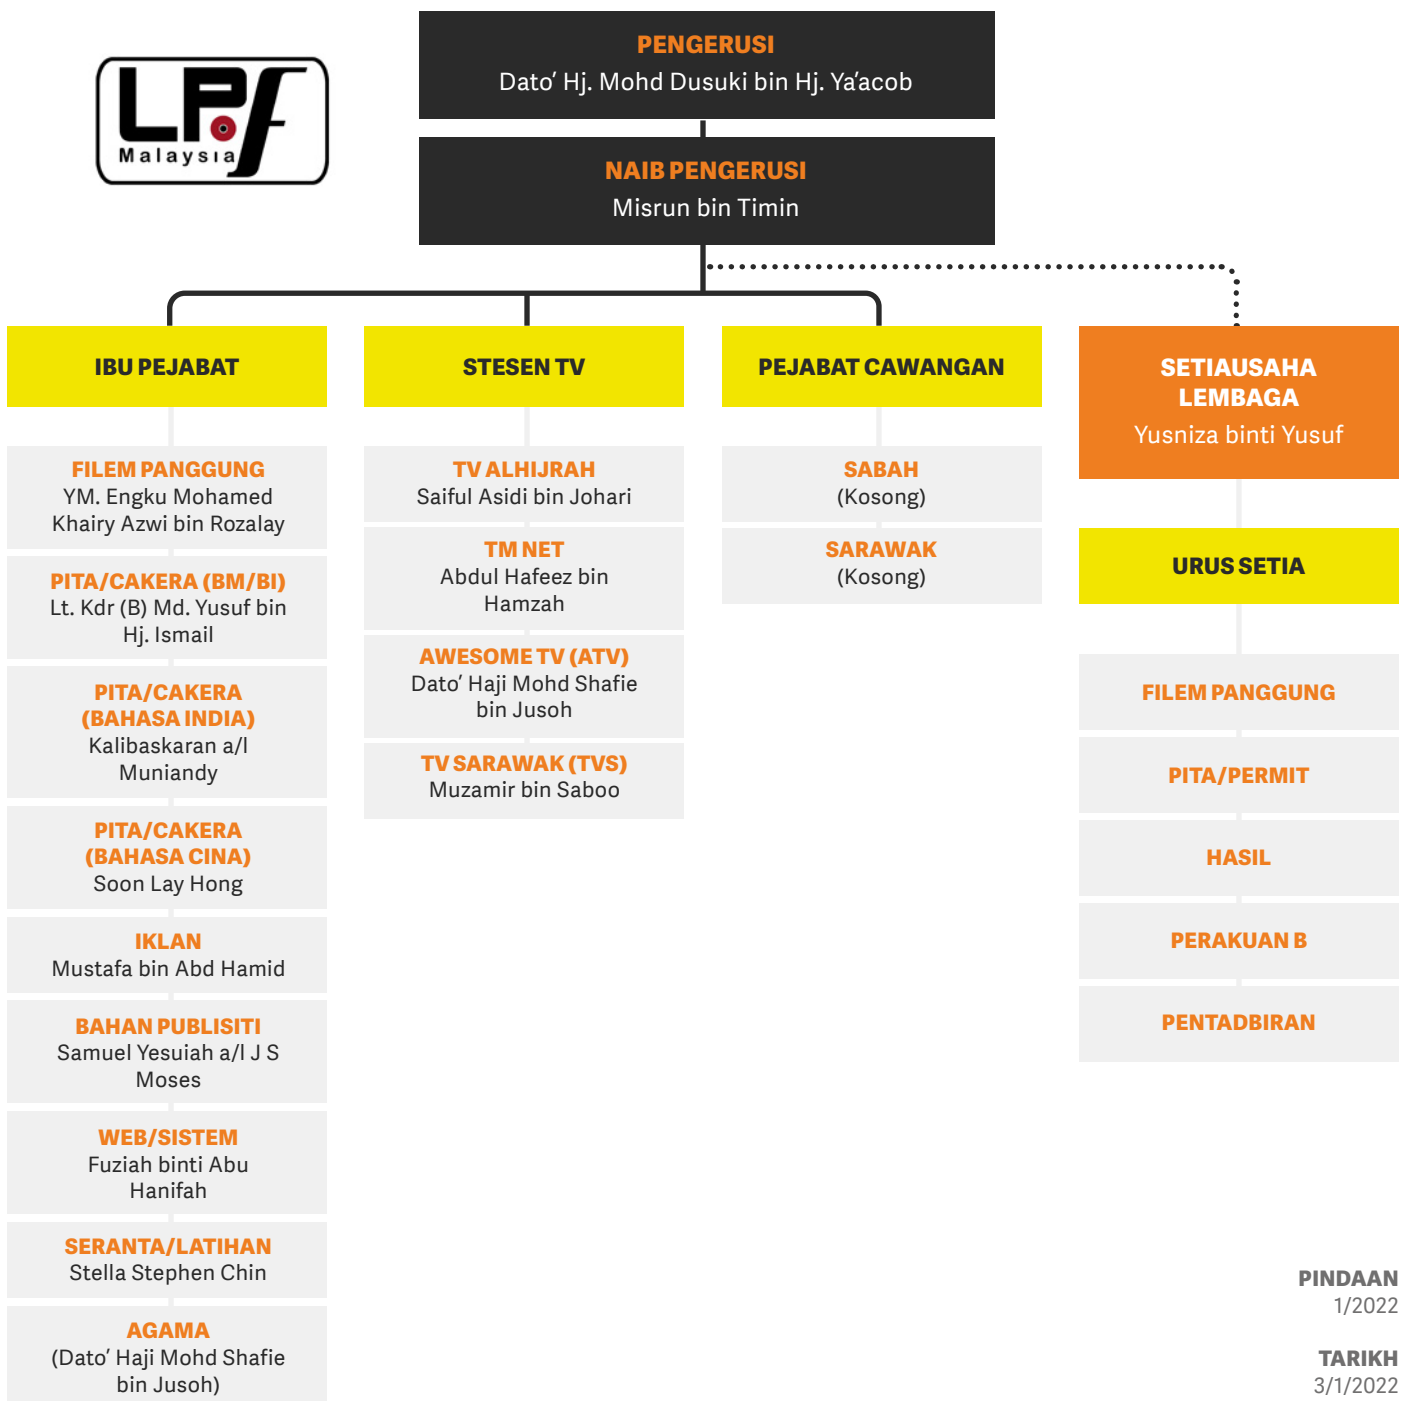 LPf
Malaysia
PENGERUSI
Dato’ Hj. Mohd Dusuki bin Hj. Ya’acob
NAIB PENGERUSI
Misrun bin Timin
IBU PEJABAT
FILEM PANGGUNG
YM. Engku Mohamed
Khairy Azwi bin Rozalay
PITA/CAKERA (BM/BI)
Lt. Kdr (B) Md. Yusuf bin
Hj. Ismail
PITA/CAKERA
(BAHASA INDIA)
Kalibaskaran a/l
Muniandy
PITA/CAKERA
(BAHASA CINA)
Soon Lay Hong
IKLAN
Mustafa bin Abd Hamid
BAHAN PUBLISITI
Samuel Yesuiah a/l J S
Moses
WEB/SISTEM
Fuziah binti Abu
Hanifah
SERANTA/LATIHAN
Stella Stephen Chin
AGAMA
(Dato’ Haji Mohd Shafie
bin Jusoh)
STESEN TV
TV ALHIJRAH
Saiful Asidi bin Johari
TM NET
Abdul Hafeez bin
Hamzah
AWESOME TV (ATV)
Dato’ Haji Mohd Shafie
bin Jusoh
TV SARAWAK (TVS)
Muzamir bin Saboo
PEJABAT CAWANGAN
SABAH
(Kosong)
SARAWAK
(Kosong)
SETIAUSAHA
LEMBAGA
Yusniza binti Yusuf
URUS SETIA
FILEM PANGGUNG
PITA/PERMIT
HASIL
PERAKUAN B
PENTADBIRAN
PINDAAN
1/2022
TARIKH
3/1/2022